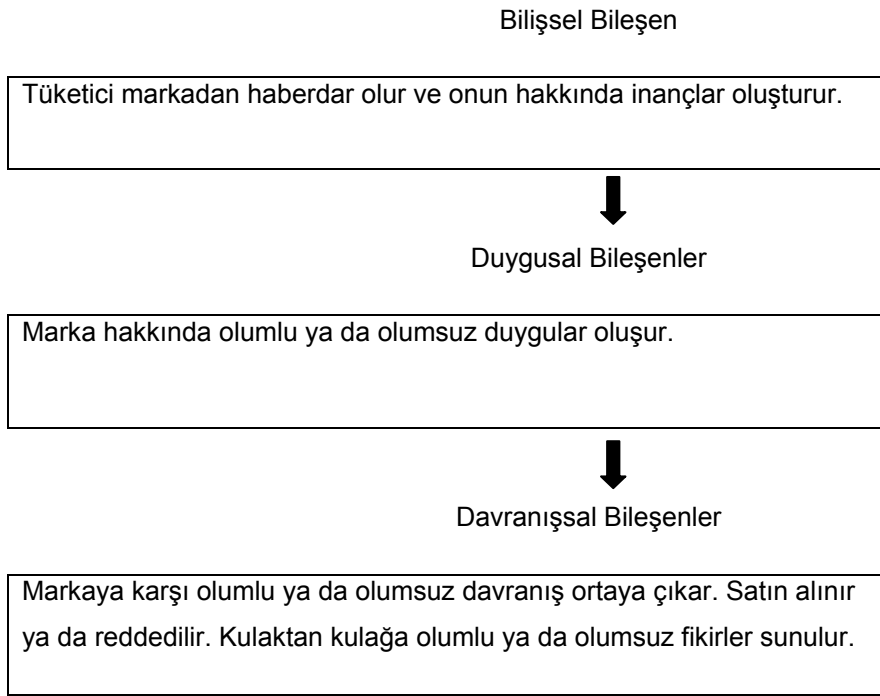 Bilişsel Bileşen
Tüketici markadan haberdar olur ve onun hakkında inançlar oluşturur.
Duygusal Bileşenler
Marka hakkında olumlu ya da olumsuz duygular oluşur.
Davranışsal Bileşenler
Markaya karşı olumlu ya da olumsuz davranış ortaya çıkar. Satın alınır
ya da reddedilir. Kulaktan kulağa olumlu ya da olumsuz fikirler sunulur.